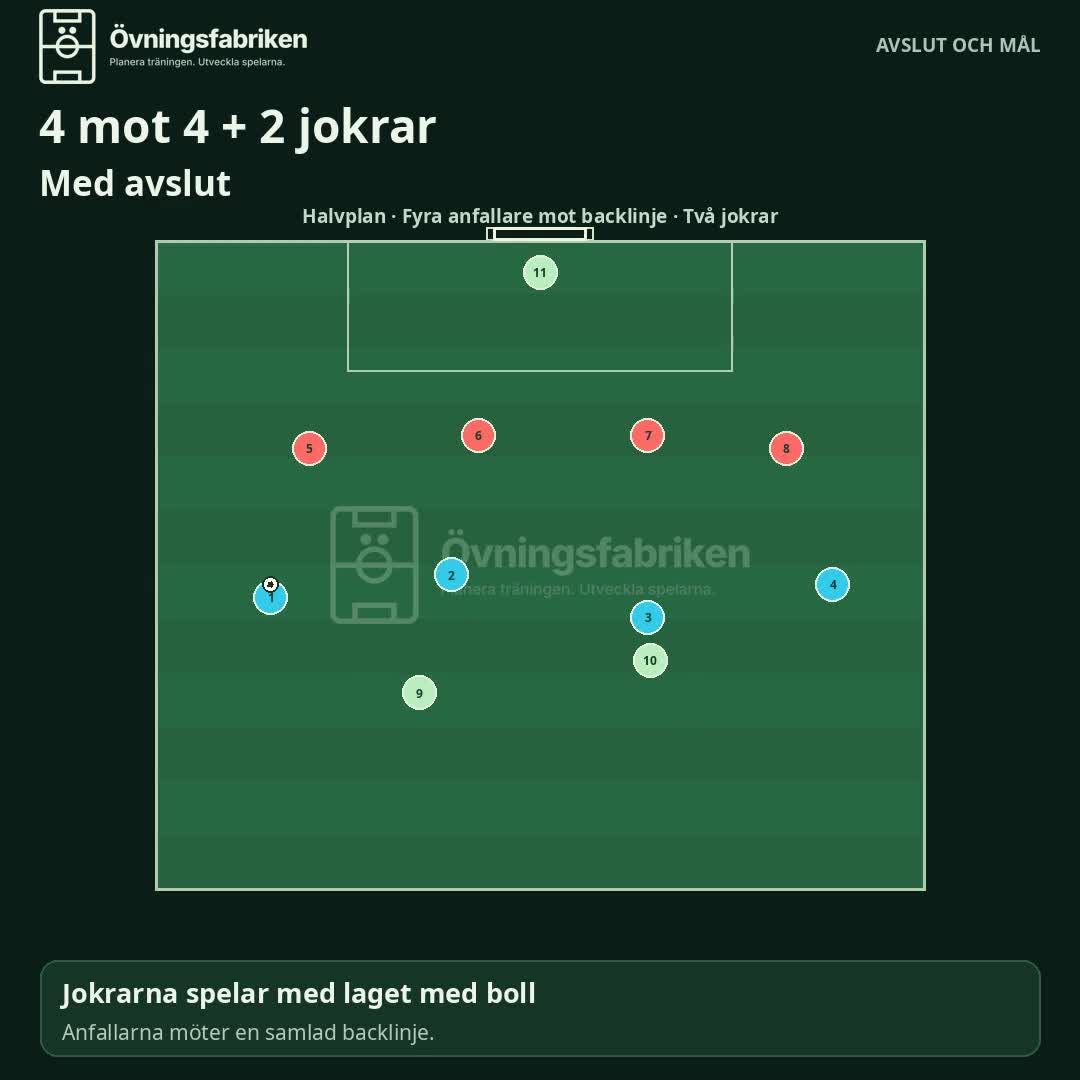 Övningsfabriken
Planera träningen. Utveckla spelarna.
AVSLUT OCH MÅL
4 mot 4 + 2 jokrar
Med avslut
Halvplan · Fyra anfallare mot backlinje · Två jokrar
11
5
6
7
8
Övningsfabriken
Planera träningen. Utveckla spelarna.
1
2
3
4
10
9
Jokrarna spelar med laget med boll
Anfallarna möter en samlad backlinje.